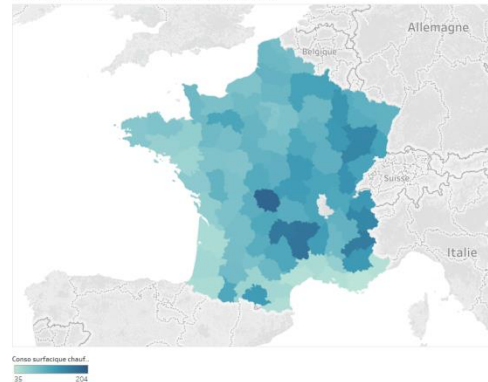 Allemagne
Belgique
Suisse
Italie
Conso surfacique chauf..
35
204